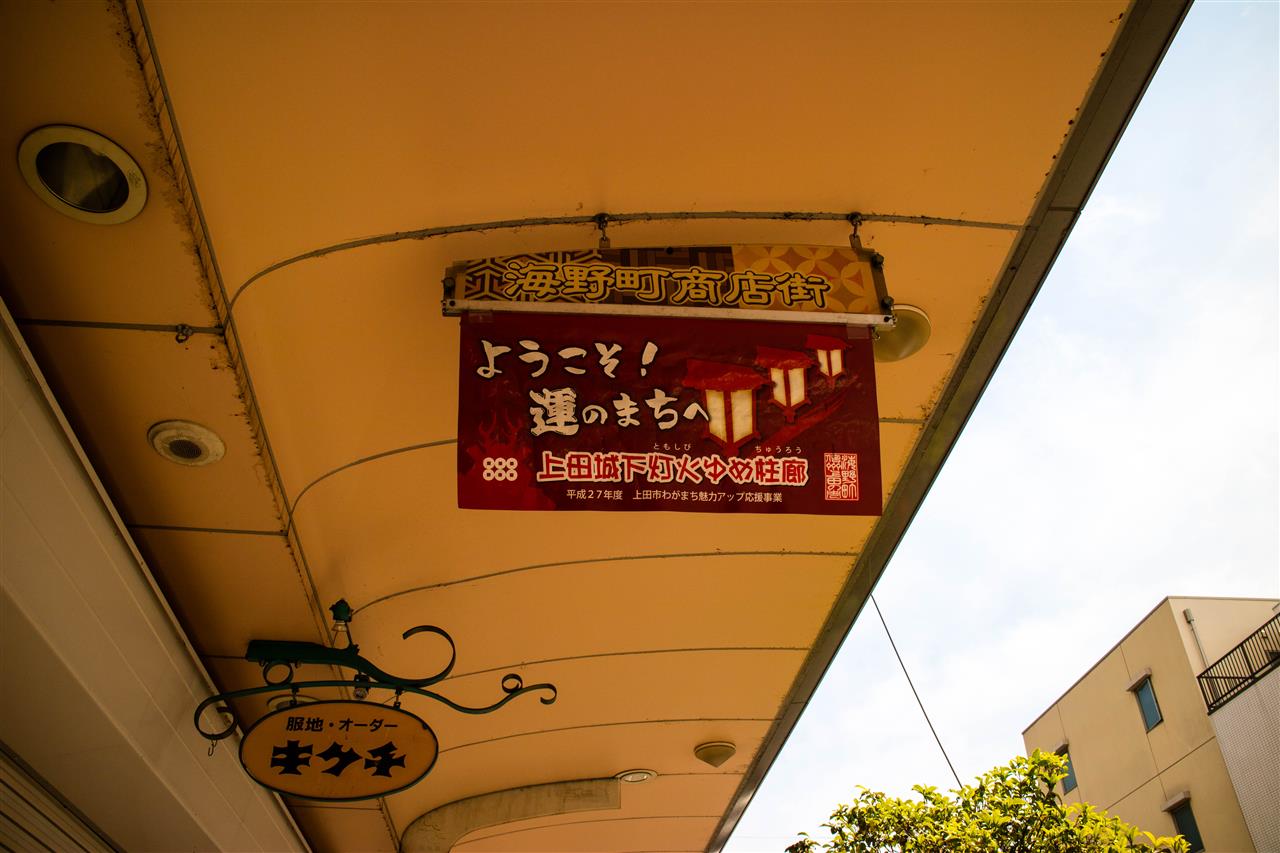 海野町商店街
ようこそ!
運のまちへ
ともしび ちゅうろう
上田城下灯火ゆめ柱廊
平成27年度 上田市わがまち魅力アップ応援事業
海野町
服地・オーダー
キクチ